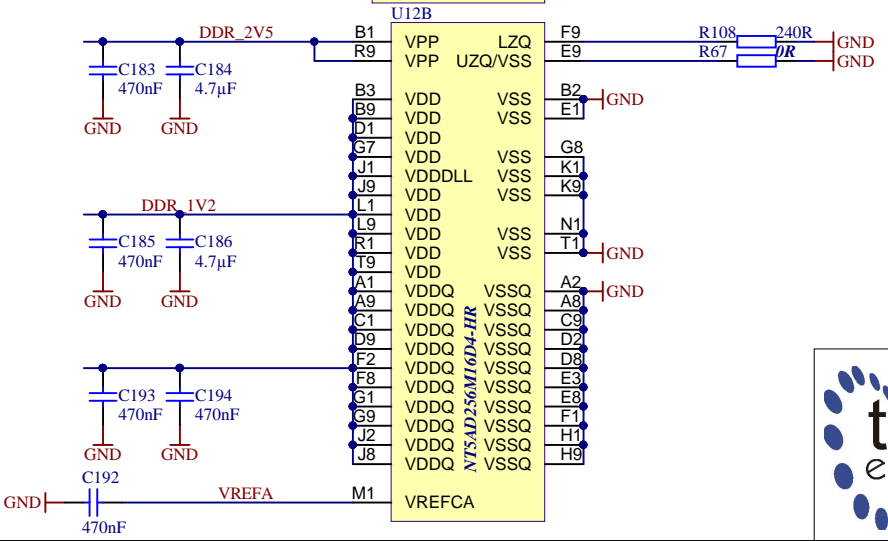 U12B
DDR_2V5 B1 VPP LZQ F9 R108 240R GND
R9 VPP UZQ/VSS E9 R67 0R GND
C183 C184
470nF 4.7µF
GND GND
B3 VDD VSS B2 GND
B9 VDD VSS E1
D1 VDD
G7 VDD VSS G8
J1 VDDDLL VSS K1
J9 VDD VSS K9
DDR_1V2 L1 VDD
L9 VDD VSS N1
R1 VDD VSS T1 GND
T9 VDD
C185 C186
470nF 4.7µF
GND GND
A1 VDDQ VSSQ A2 GND
A9 VDDQ VSSQ A8
C1 VDDQ VSSQ C9
D9 VDDQ VSSQ D2
F2 VDDQ VSSQ D8
F8 VDDQ VSSQ E3
G1 VDDQ VSSQ E8
G9 VDDQ VSSQ F1
J2 VDDQ VSSQ H1
J8 VDDQ VSSQ H9
NT5AD256M16D4-HR
C193 C194
470nF 470nF
GND GND
C192
GND VREFA M1 VREFCA
470nF
t
e